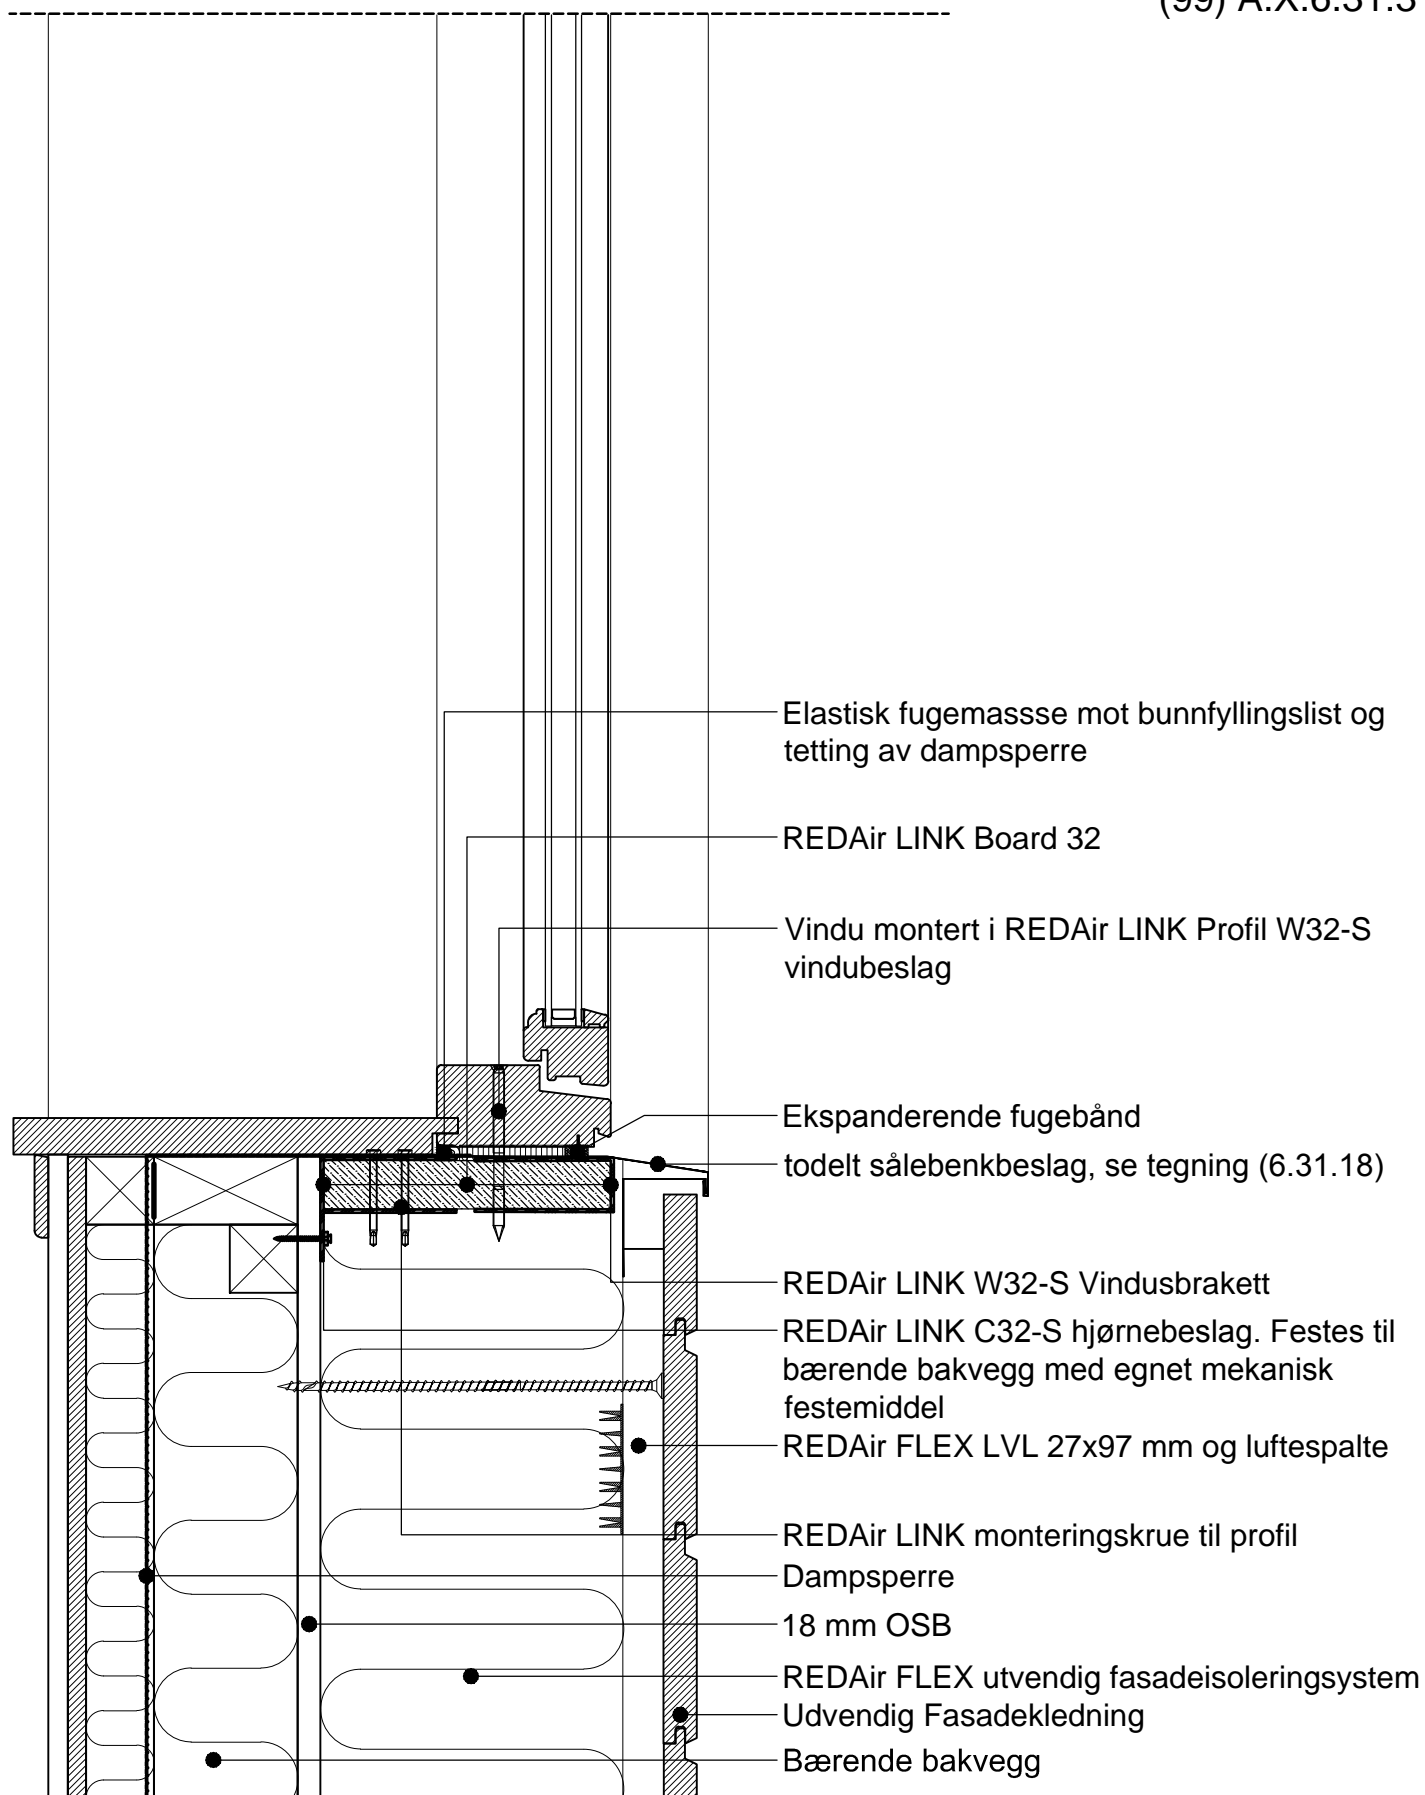 (99) A.X.6.31.3
Elastisk fugemassse mot bunnfyllingslist og
tetting av dampsperre
REDAir LINK Board 32
Vindu montert i REDAir LINK Profil W32-S
vindubeslag
Ekspanderende fugebånd
todelt sålebenkbeslag, se tegning (6.31.18)
REDAir LINK W32-S Vindusbrakett
REDAir LINK C32-S hjørnebeslag. Festes til
bærende bakvegg med egnet mekanisk
festemiddel
REDAir FLEX LVL 27x97 mm og luftespalte
REDAir LINK monteringskrue til profil
Dampsperre
18 mm OSB
REDAir FLEX utvendig fasadeisoleringsystem
Udvendig Fasadekledning
Bærende bakvegg